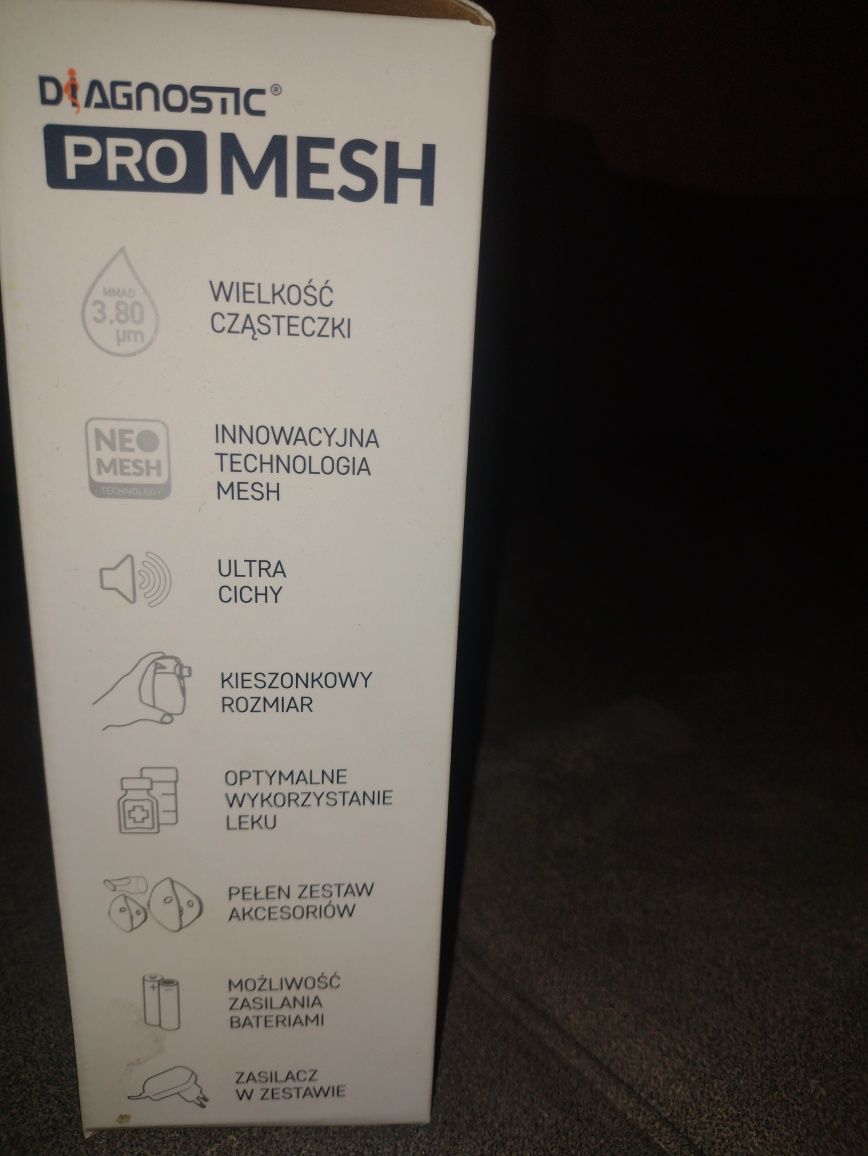 DIAGNOSTIC®
PRO MESH
MMAD
3,80
µm
WIELKOŚĆ
CZĄSTECZKI
NEO
MESH
TECHNOLOGY
INNOWACYJNA
TECHNOLOGIA
MESH
ULTRA
CICHY
KIESZONKOWY
ROZMIAR
OPTYMALNE
WYKORZYSTANIE
LEKU
PEŁEN ZESTAW
AKCESORIÓW
MOŻLIWOŚĆ
ZASILANIA
BATERIAMI
ZASILACZ
W ZESTAWIE